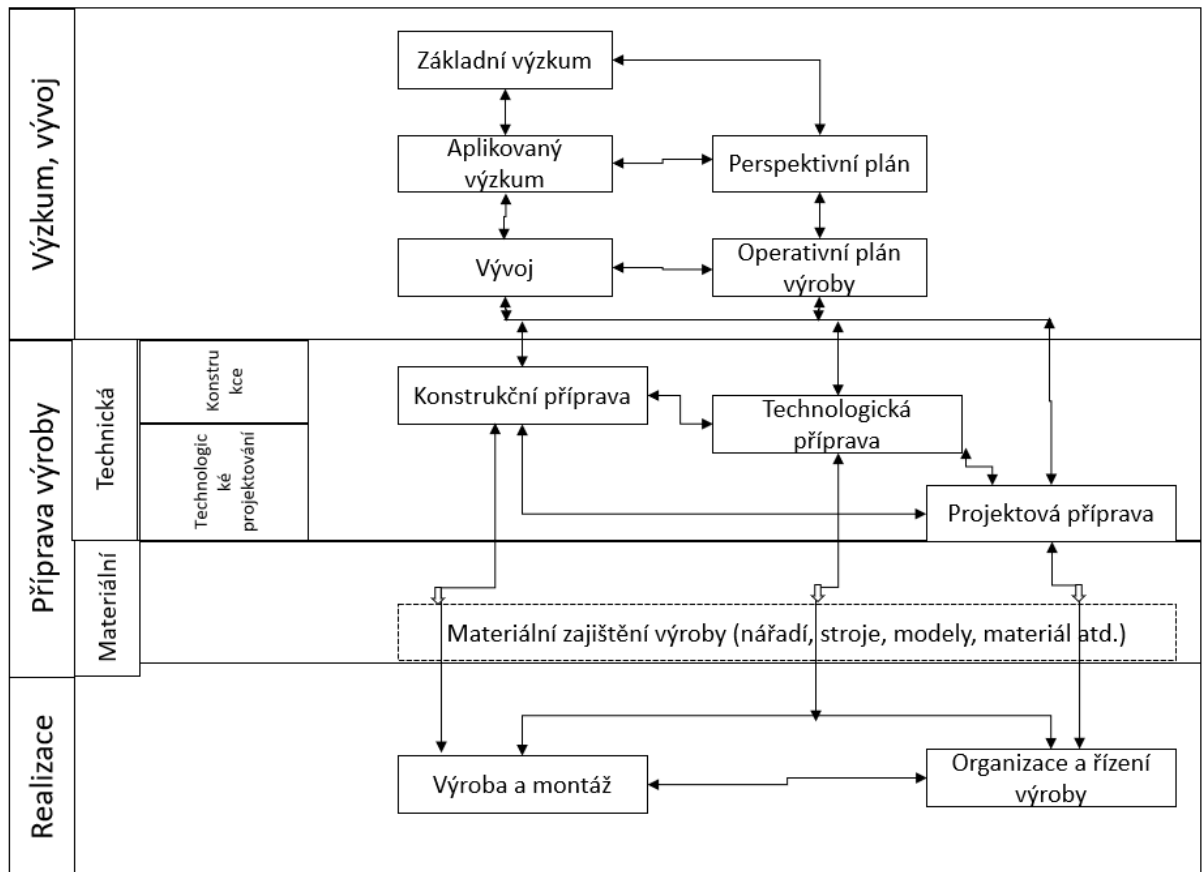 Výzkum, vývoj
Základní výzkum
Aplikovaný
výzkum
Perspektivní plán
Vývoj
Operativní plán
výroby
Příprava výroby
Technická
Konstru
kce
Technologic
ké
projektování
Konstrukční příprava
Technologická
příprava
Projektová příprava
Materiální
Materiální zajištění výroby (nářadí, stroje, modely, materiál atd.)
Realizace
Výroba a montáž
Organizace a řízení
výroby